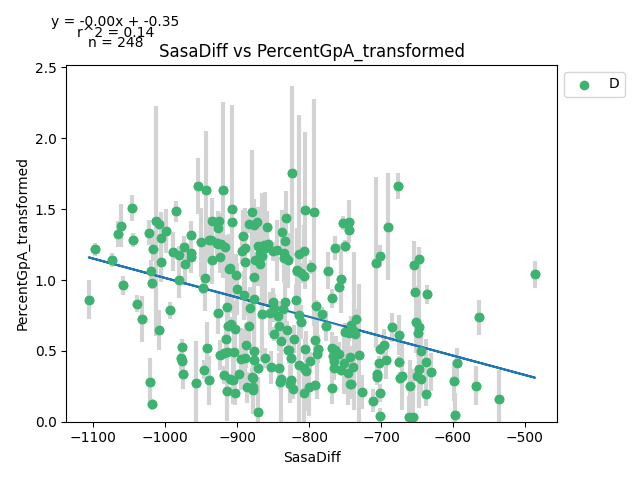 y = -0.00x + -0.35
r^2 = 0.14
n = 248
SasaDiff vs PercentGpA_transformed
D
PercentGpA_transformed
2.5
2.0
1.5
1.0
0.5
0.0
−1100 −1000 −900 −800 −700 −600 −500
SasaDiff